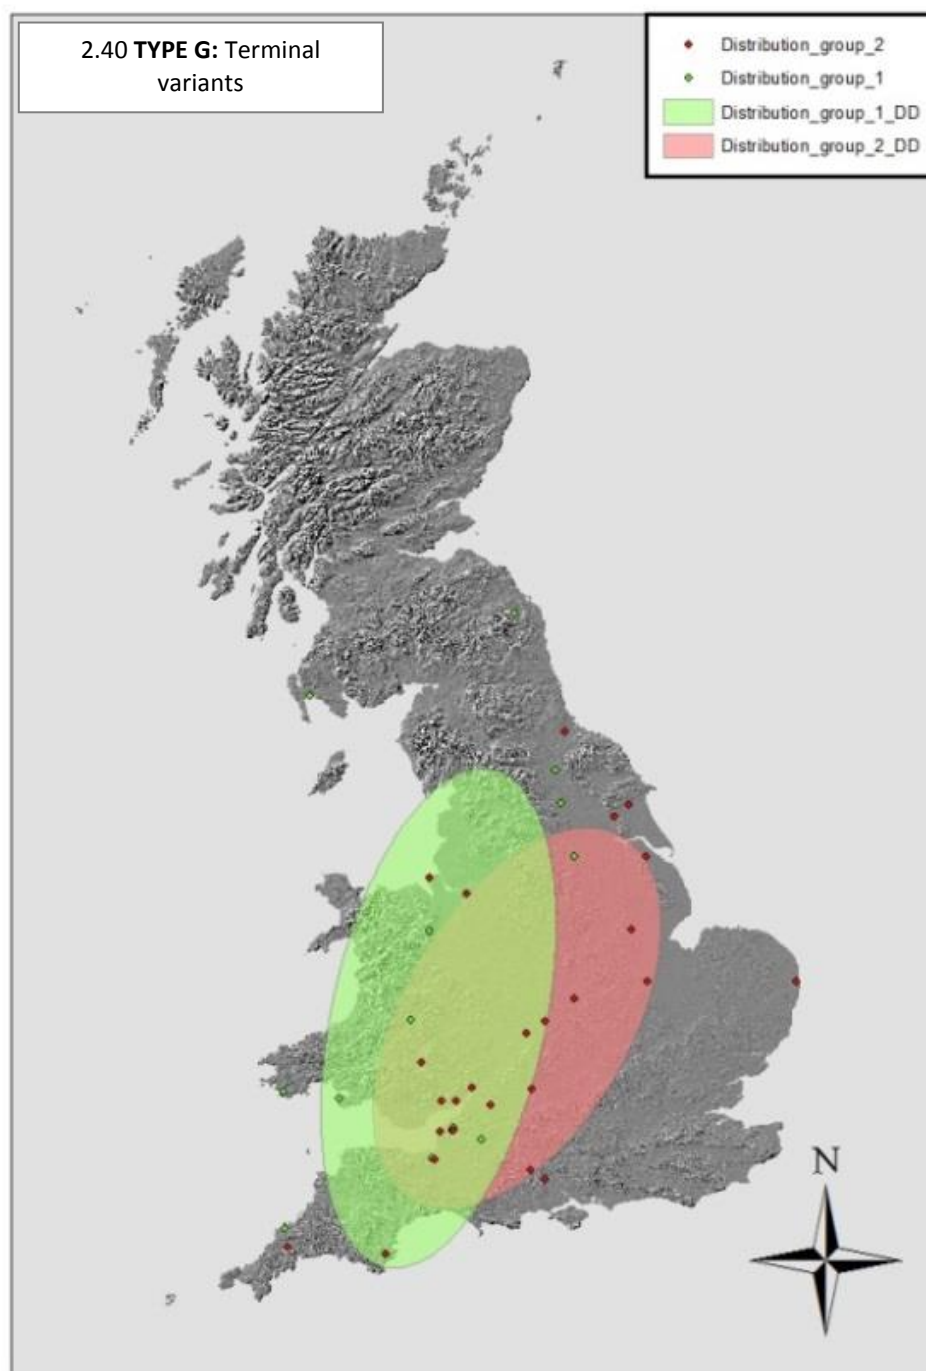 2.40 TYPE G: Terminal
variants
Distribution_group_2
Distribution_group_1
Distribution_group_1_DD
Distribution_group_2_DD
N